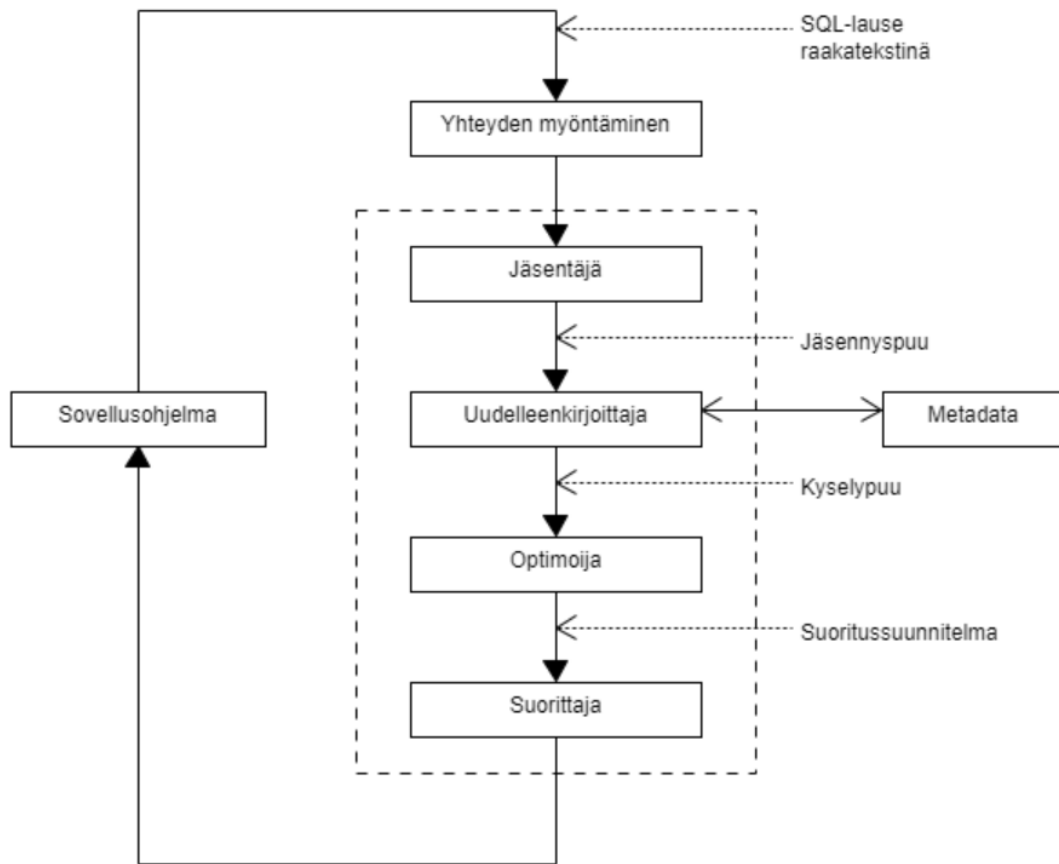 SQL-lause
raakatekstinä
Yhteyden myöntäminen
Jäsentäjä
Jäsennyspuu
Sovellusohjelma
Uudelleenkirjoittaja
Metadata
Kyselypuu
Optimoija
Suoritussuunnitelma
Suorittaja